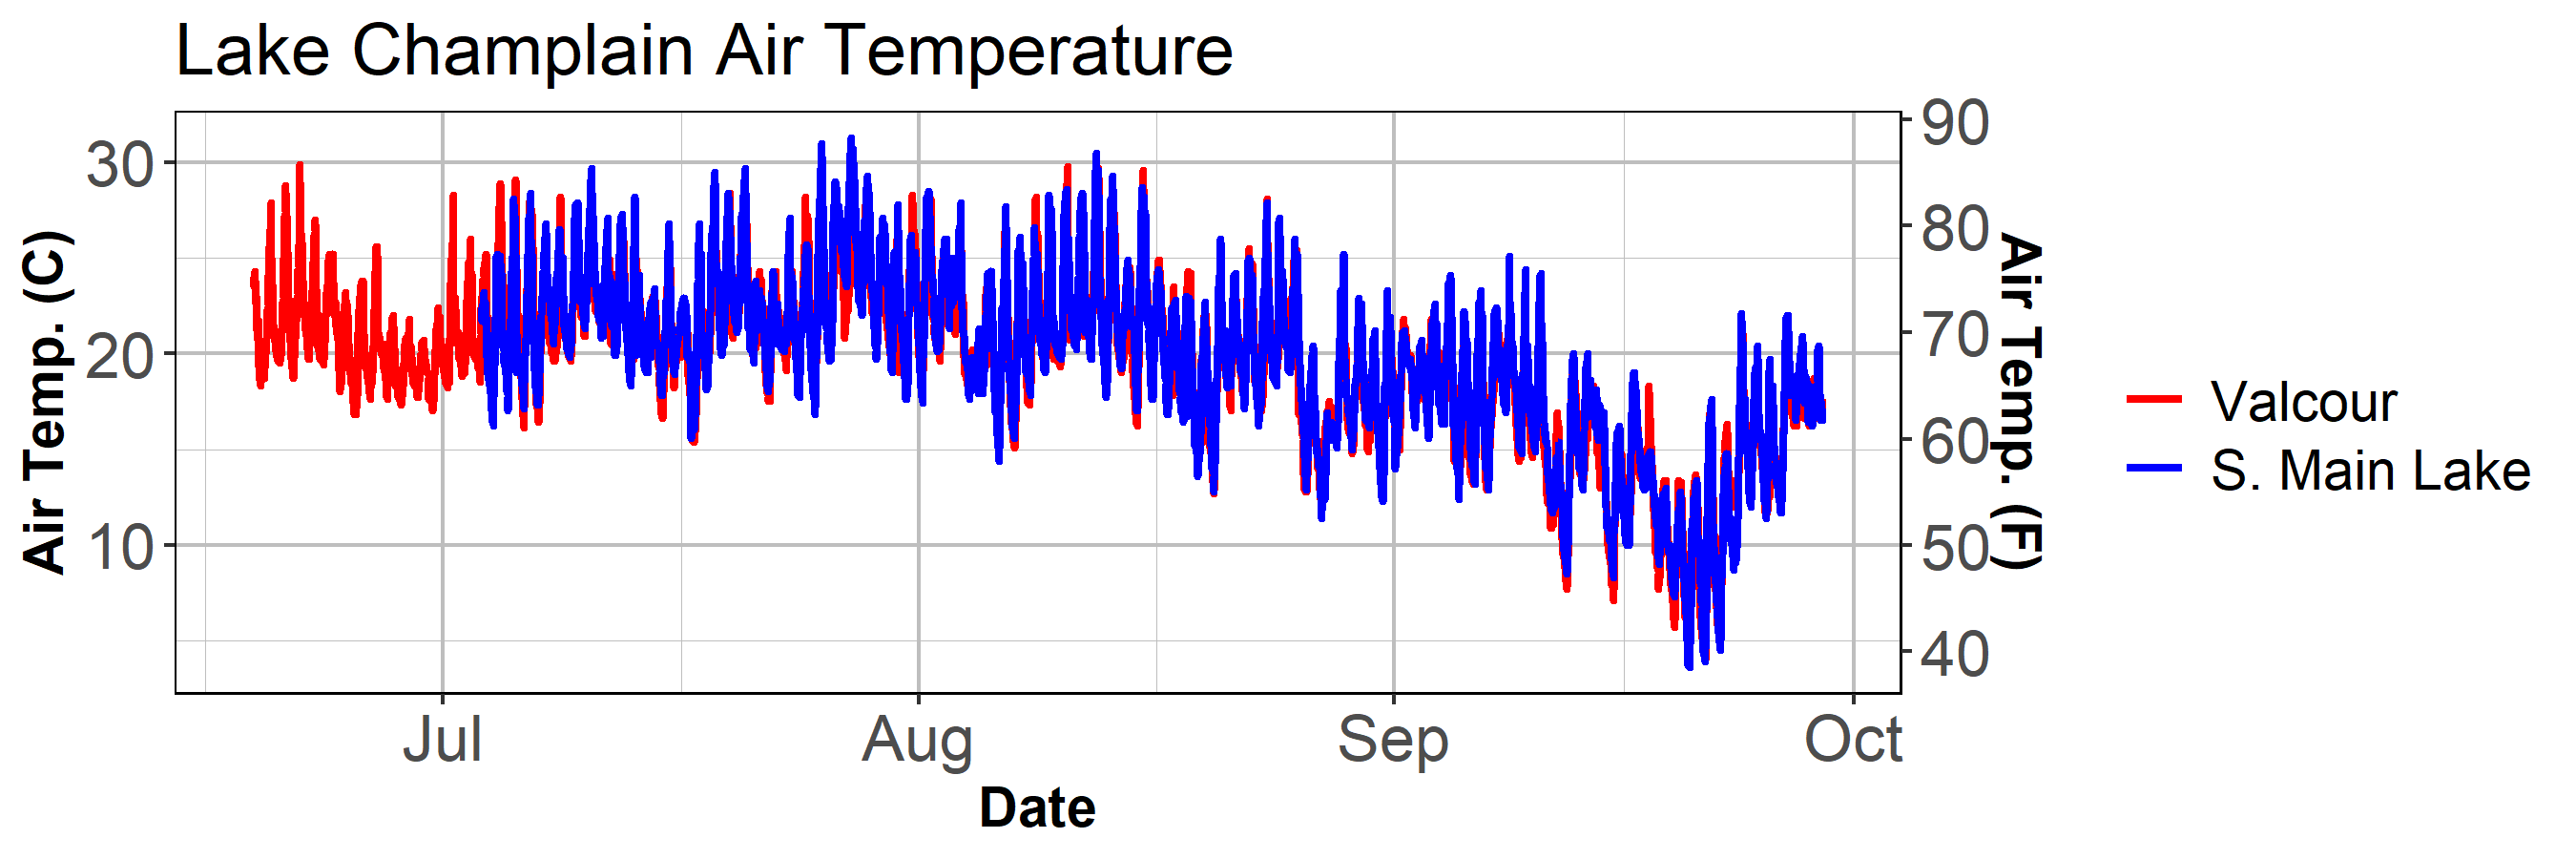 Lake Champlain Air Temperature
Air Temp. (C)
30
20
10
90
80
70
60
50
40
Air Temp. (F)
Jul Aug Sep Oct
Date
Valcour
S. Main Lake